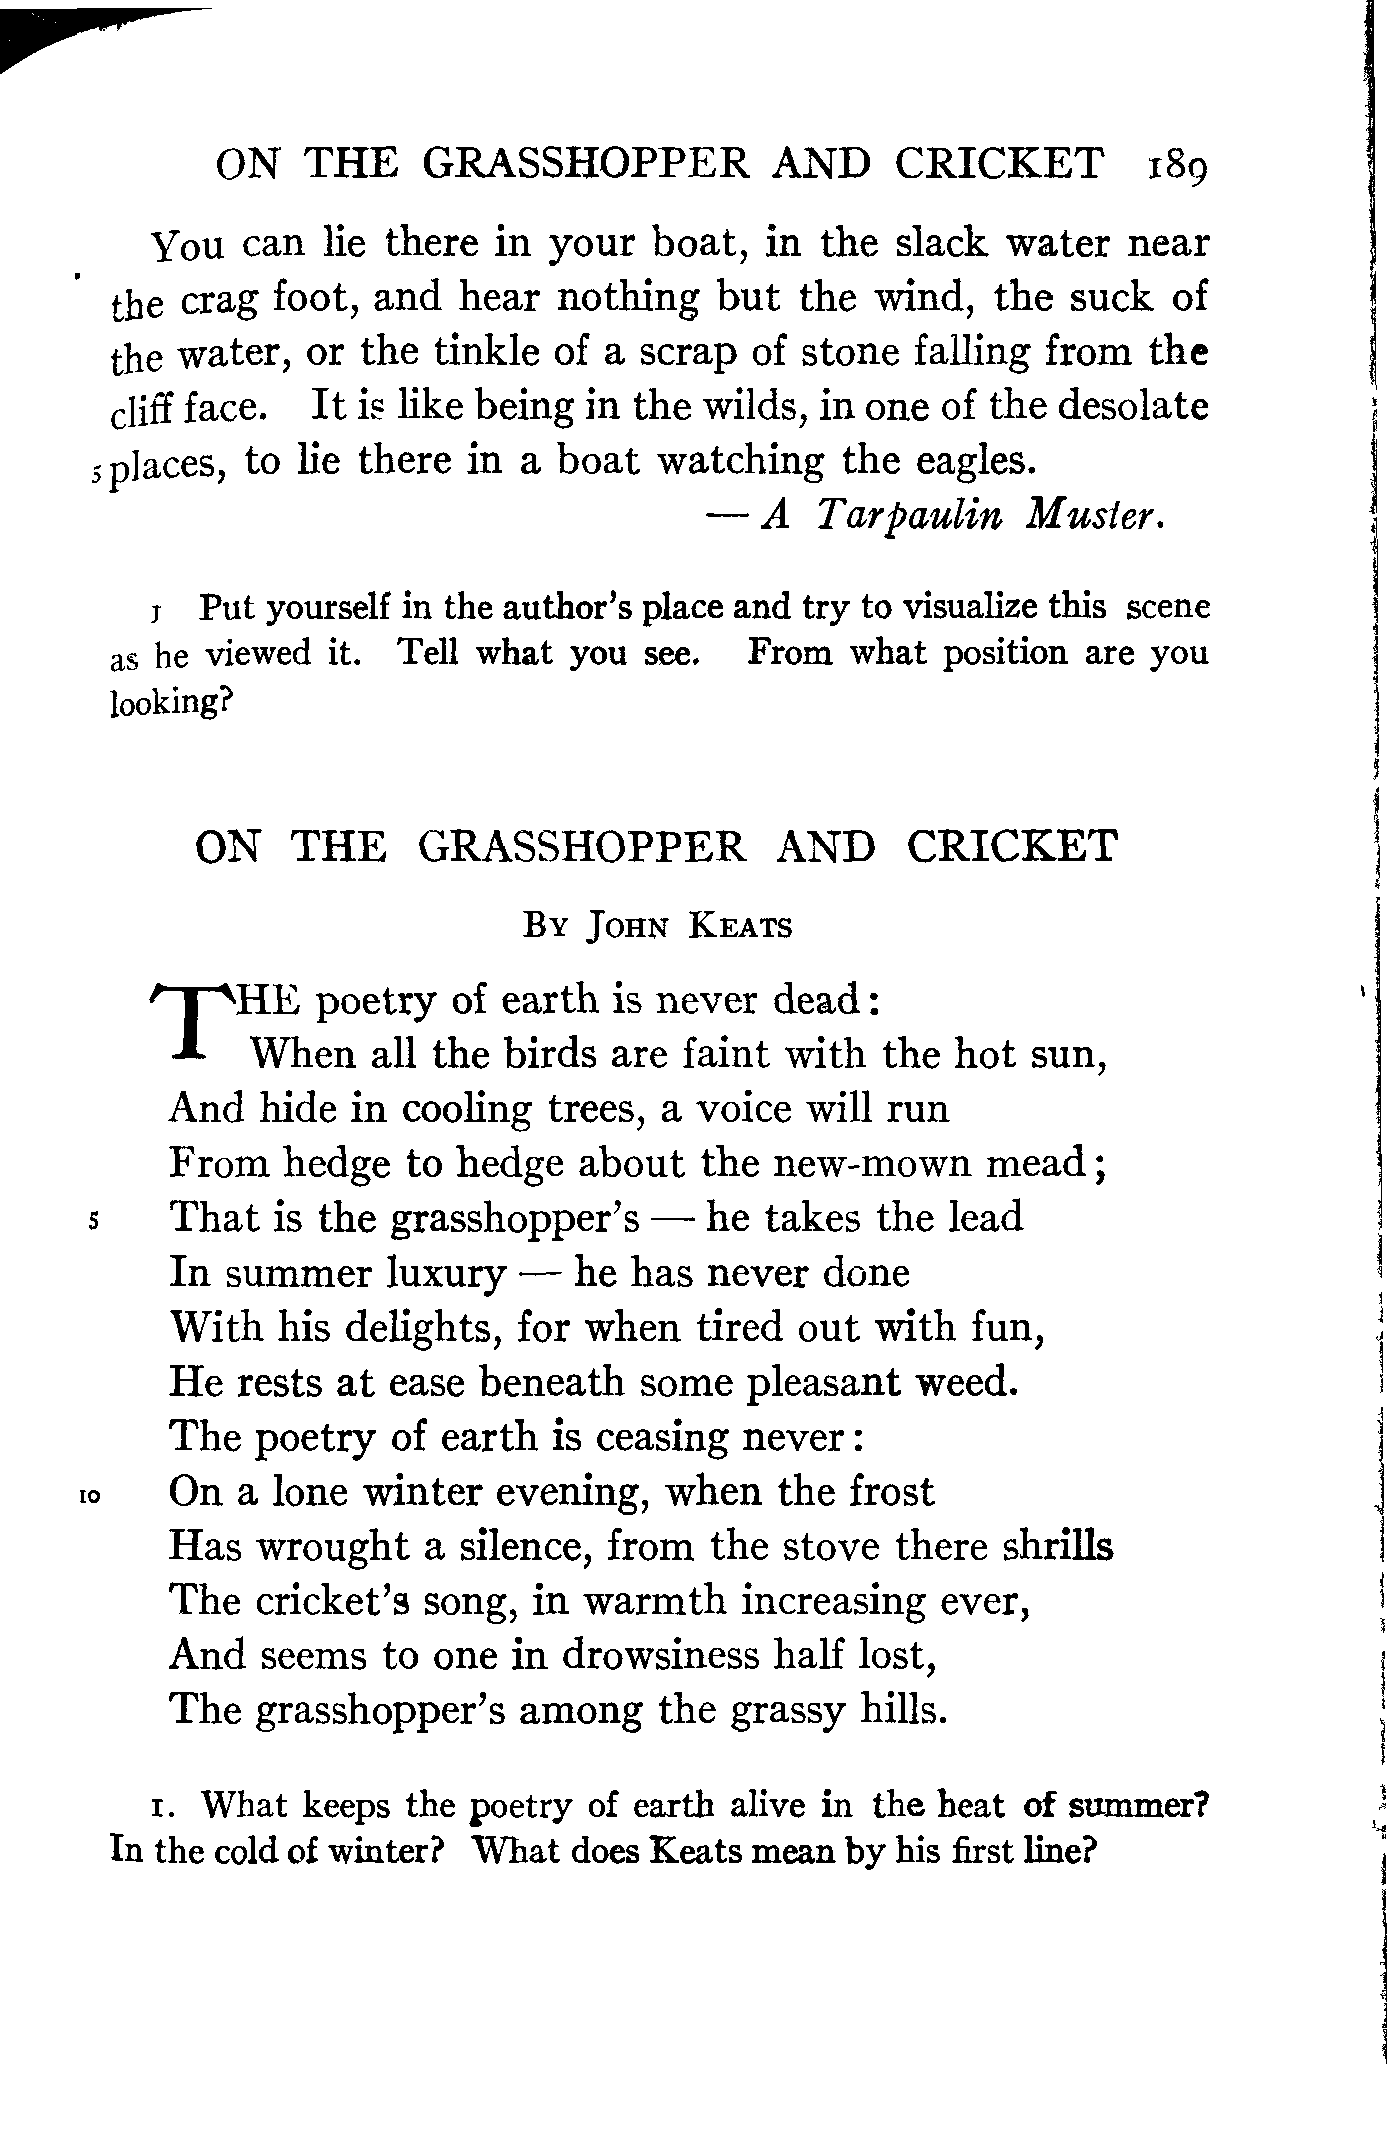 ON THE GRASSHOPPER AND CRICKET 189
You can lie there in your boat, in the slack water near
the crag foot, and hear nothing but the wind, the suck of
the water, or the tinkle of a scrap of stone falling from the
cliff face. It is like being in the wilds, in one of the desolate
5 places, to lie there in a boat watching the eagles.
— A Tarpaulin Muster.
1 Put yourself in the author's place and try to visualize this scene
as he viewed it. Tell what you see. From what position are you
looking?
ON THE GRASSHOPPER AND CRICKET
By John Keats
THE poetry of earth is never dead:
When all the birds are faint with the hot sun,
And hide in cooling trees, a voice will run
From hedge to hedge about the new-mown mead;
5 That is the grasshopper's — he takes the lead
In summer luxury — he has never done
With his delights, for when tired out with fun,
He rests at ease beneath some pleasant weed.
The poetry of earth is ceasing never:
10 On a lone winter evening, when the frost
Has wrought a silence, from the stove there shrills
The cricket's song, in warmth increasing ever,
And seems to one in drowsiness half lost,
The grasshopper's among the grassy hills.
1. What keeps the poetry of earth alive in the heat of summer?
In the cold of winter? What does Keats mean by his first line?